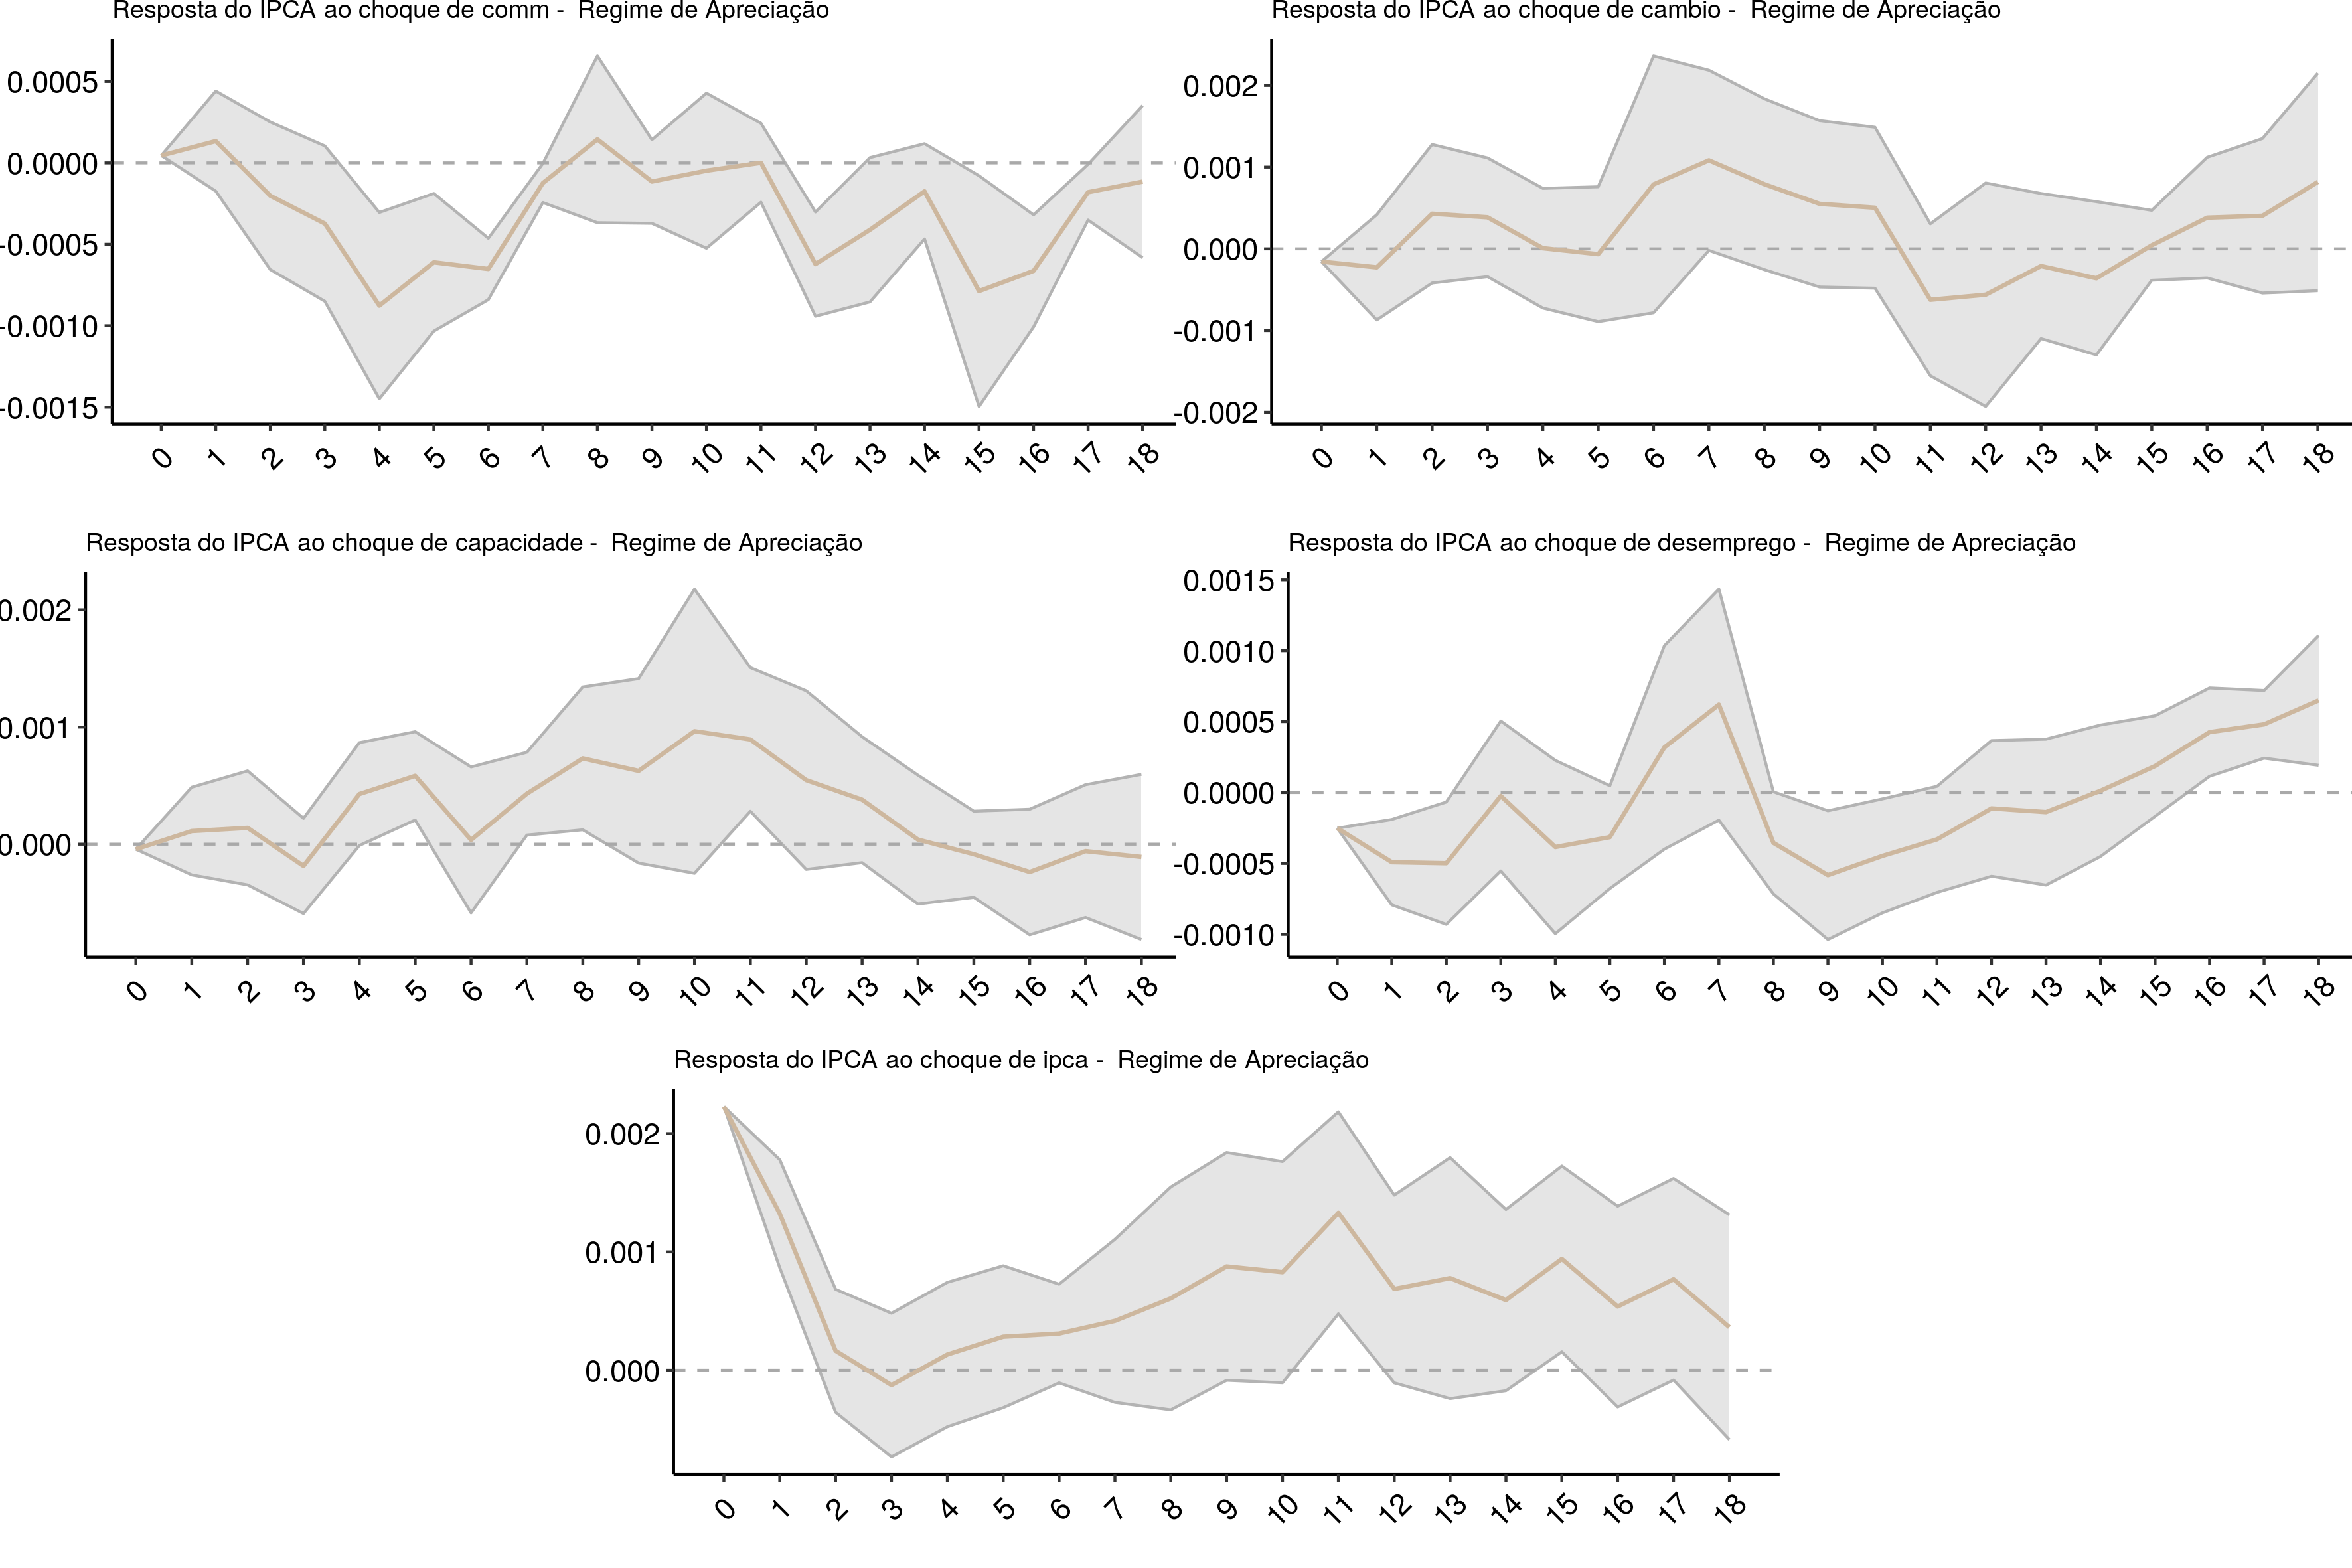 Resposta do IPCA ao choque de comm - Regime de Apreciação
0.0005
0.0000
-0.0005
-0.0010
-0.0015
0 1 2 3 4 5 6 7 8 9 10 11 12 13 14 15 16 17 18
Resposta do IPCA ao choque de cambio - Regime de Apreciação
0.002
0.001
0.000
-0.001
-0.002
0 1 2 3 4 5 6 7 8 9 10 11 12 13 14 15 16 17 18
Resposta do IPCA ao choque de capacidade - Regime de Apreciação
0.002
0.001
0.000
0 1 2 3 4 5 6 7 8 9 10 11 12 13 14 15 16 17 18
Resposta do IPCA ao choque de desemprego - Regime de Apreciação
0.0015
0.0010
0.0005
0.0000
-0.0005
-0.0010
0 1 2 3 4 5 6 7 8 9 10 11 12 13 14 15 16 17 18
Resposta do IPCA ao choque de ipca - Regime de Apreciação
0.002
0.001
0.000
0 1 2 3 4 5 6 7 8 9 10 11 12 13 14 15 16 17 18